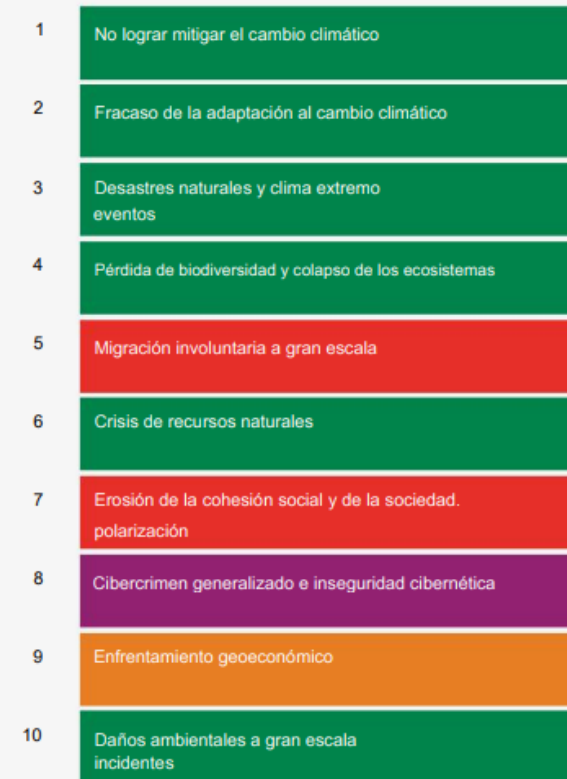 1
No lograr mitigar el cambio climático
2
Fracaso de la adaptación al cambio climático
3
Desastres naturales y clima extremo
eventos
4
Pérdida de biodiversidad y colapso de los ecosistemas
5
Migración involuntaria a gran escala
6
Crisis de recursos naturales
7
Erosión de la cohesión social y de la sociedad.
polarización
8
Cibercrimen generalizado e inseguridad cibernética
9
Enfrentamiento geoeconómico
10
Daños ambientales a gran escala
incidentes